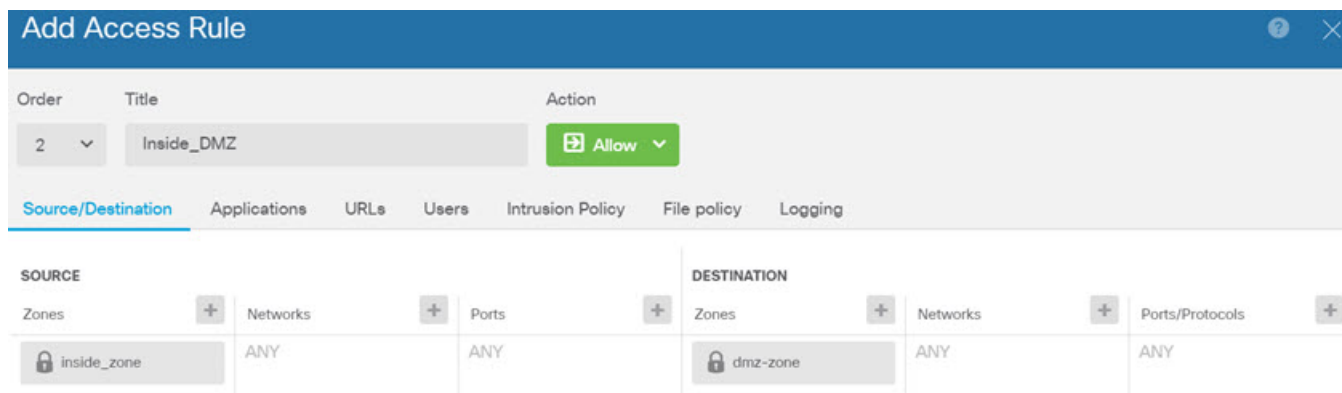 Add Access Rule
Order Title Action
2 Inside_DMZ Allow
Source/Destination Applications URLs Users Intrusion Policy File policy Logging
SOURCE DESTINATION
Zones Networks Ports Zones Networks Ports/Protocols
inside_zone ANY ANY dmz-zone ANY ANY